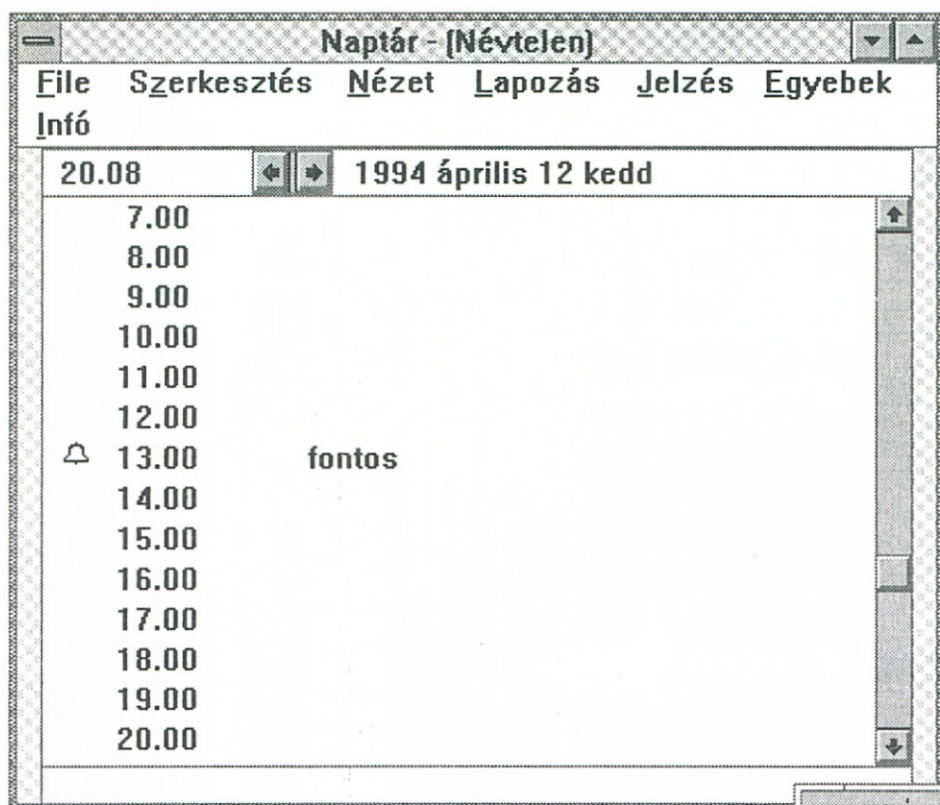 Naptár - (Névtelen)
File Szerkesztés Nézet Lapozás Jelzés Egyebek
Infó
20.08 1994 április 12 kedd
7.00
8.00
9.00
10.00
11.00
12.00
13.00 fontos
14.00
15.00
16.00
17.00
18.00
19.00
20.00